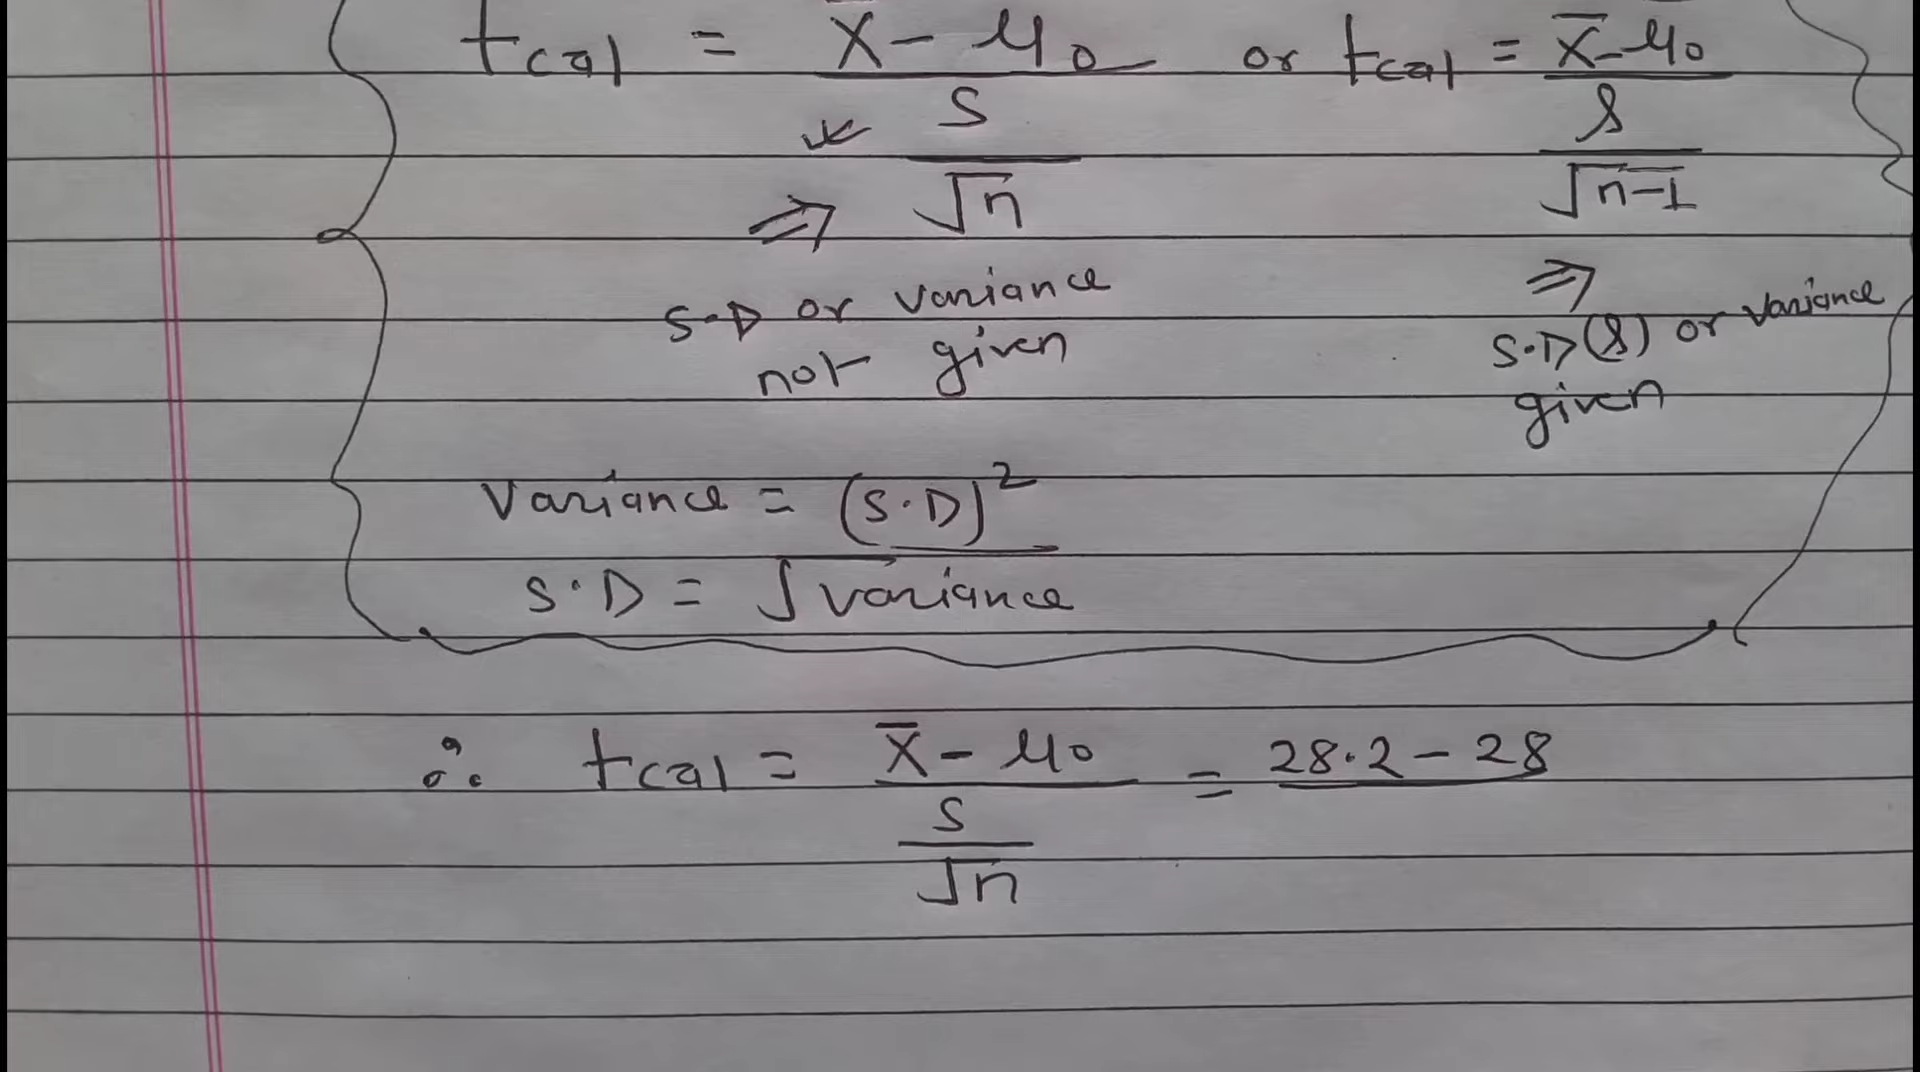 tcal = X̄ - μ0 or tcal = X̄ - μ0
S s
√n √n-1
⇒ ⇒
S.D or variance S.D (s) or variance
not given given
Variance = (S.D)²
S.D = √variance
∴ tcal = X̄ - μ0 = 28.2 - 28
S
√n